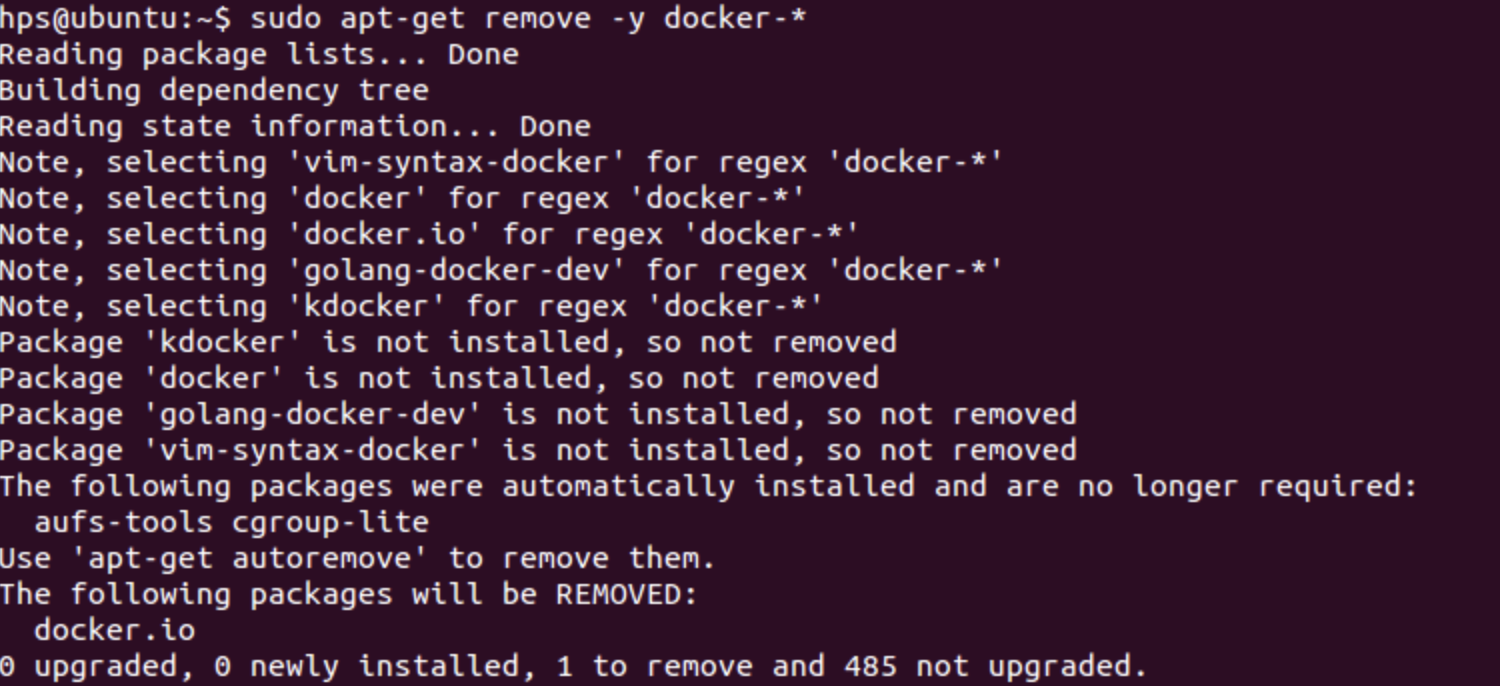 hps@ubuntu:~$ sudo apt-get remove -y docker-*
Reading package lists... Done
Building dependency tree
Reading state information... Done
Note, selecting 'vim-syntax-docker' for regex 'docker-*'
Note, selecting 'docker' for regex 'docker-*'
Note, selecting 'docker.io' for regex 'docker-*'
Note, selecting 'golang-docker-dev' for regex 'docker-*'
Note, selecting 'kdocker' for regex 'docker-*'
Package 'kdocker' is not installed, so not removed
Package 'docker' is not installed, so not removed
Package 'golang-docker-dev' is not installed, so not removed
Package 'vim-syntax-docker' is not installed, so not removed
The following packages were automatically installed and are no longer required:
  aufs-tools cgroup-lite
Use 'apt-get autoremove' to remove them.
The following packages will be REMOVED:
  docker.io
0 upgraded, 0 newly installed, 1 to remove and 485 not upgraded.